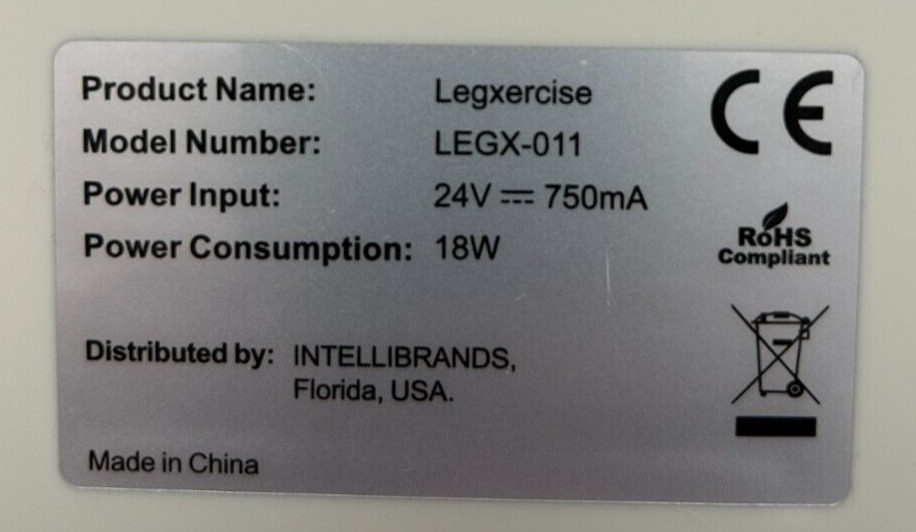 Product Name: Legxercise
Model Number: LEGX-011
Power Input: 24V ⎓ 750mA
Power Consumption: 18W
Distributed by: INTELLIBRANDS,
Florida, USA.
Made in China
CE
RoHS
Compliant